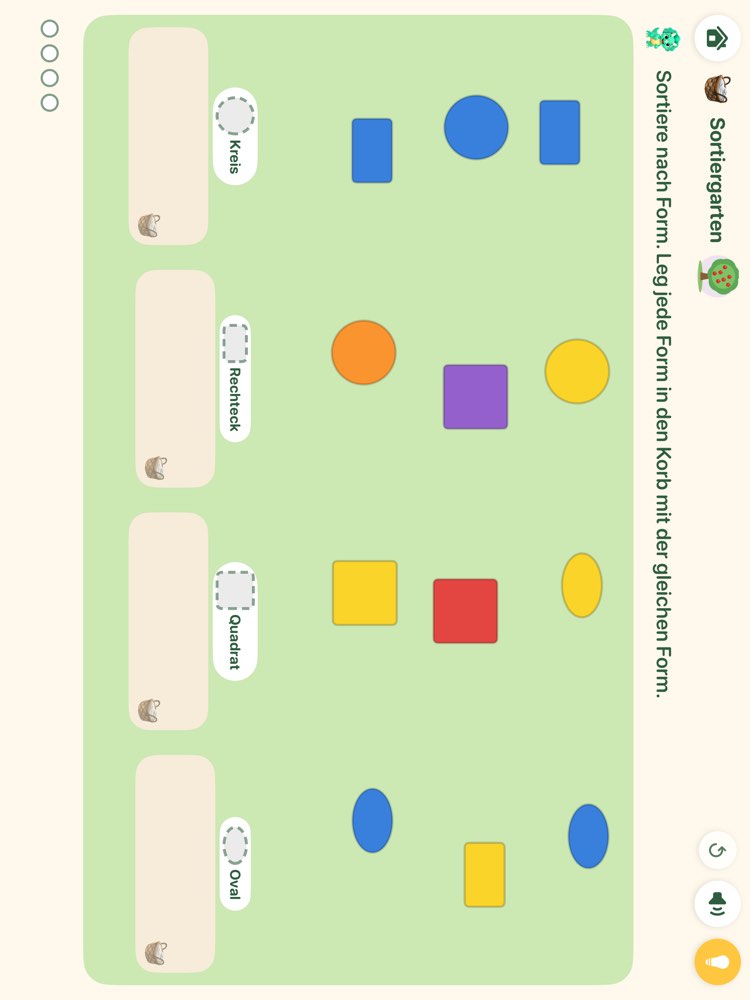 Sortiergarten
Sortiere nach Form. Leg jede Form in den Korb mit der gleichen Form.
Kreis
Rechteck
Quadrat
Oval